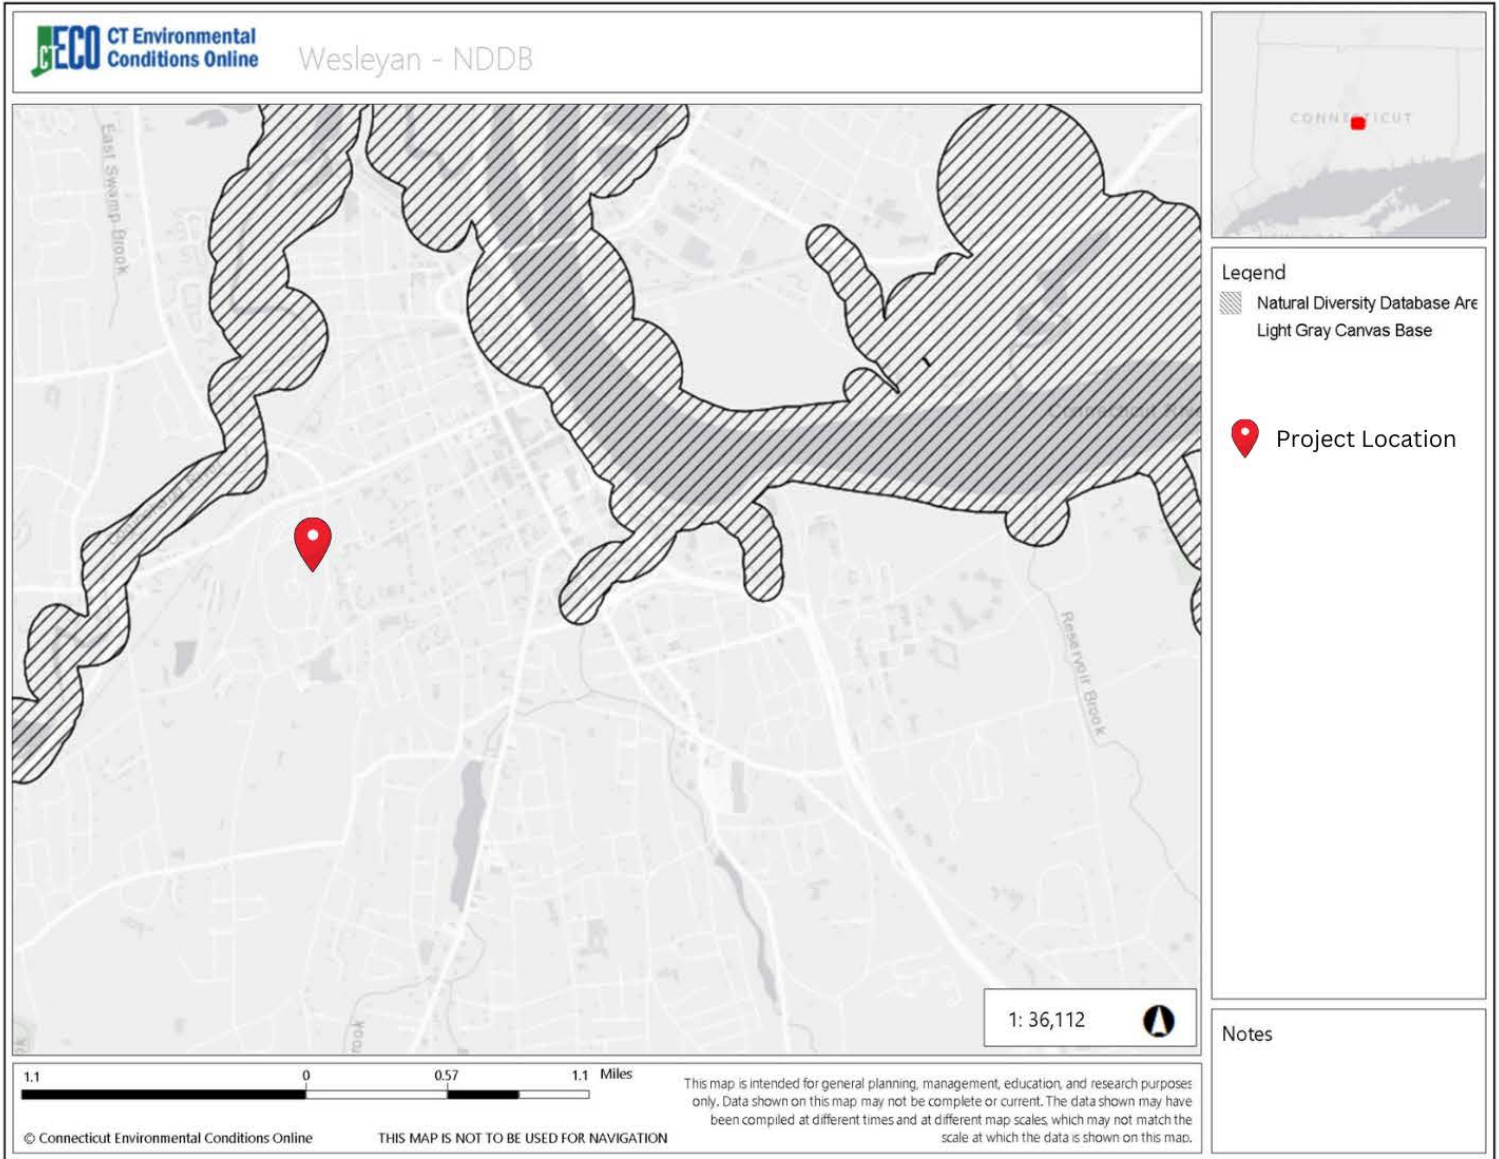 CT ECO CT Environmental
Conditions Online
Wesleyan - NDDB
CONNECTICUT
East Swamp Brook
Legend
Natural Diversity Database Are
Light Gray Canvas Base
Project Location
Reservoir Brook
1: 36,112
Notes
rook
1.1 0 0.57 1.1 Miles
This map is intended for general planning, management, education, and research purposes
only. Data shown on this map may not be complete or current. The data shown may have
been compiled at different times and at different map scales, which may not match the
scale at which the data is shown on this map.
© Connecticut Environmental Conditions Online THIS MAP IS NOT TO BE USED FOR NAVIGATION